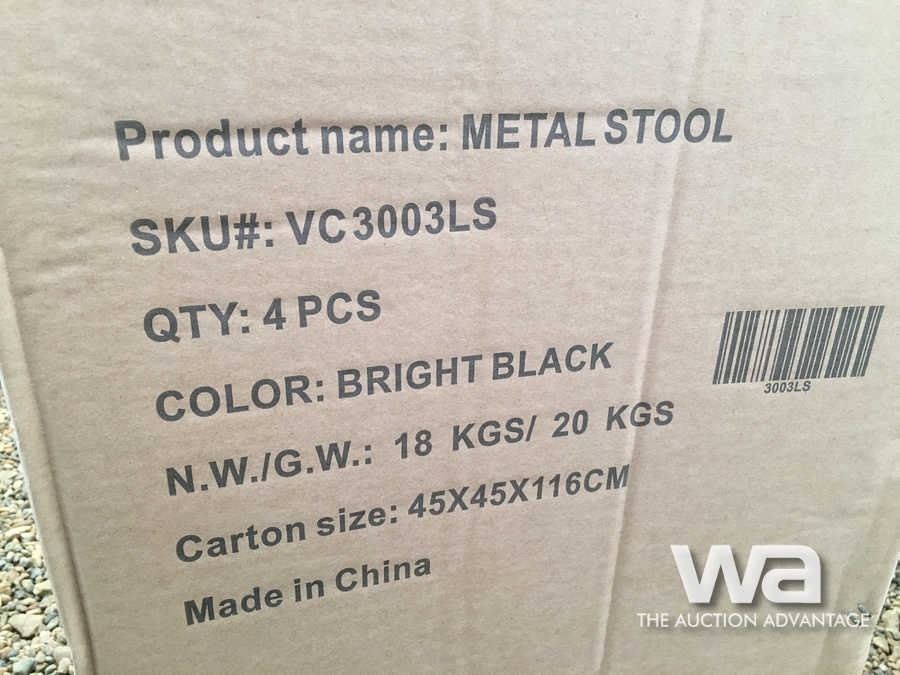 Product name: METAL STOOL
SKU#: VC3003LS
QTY: 4 PCS
COLOR: BRIGHT BLACK
3003LS
N.W./G.W.: 18 KGS/ 20 KGS
Carton size: 45X45X116CM
Made in China
wa
THE AUCTION ADVANTAGE